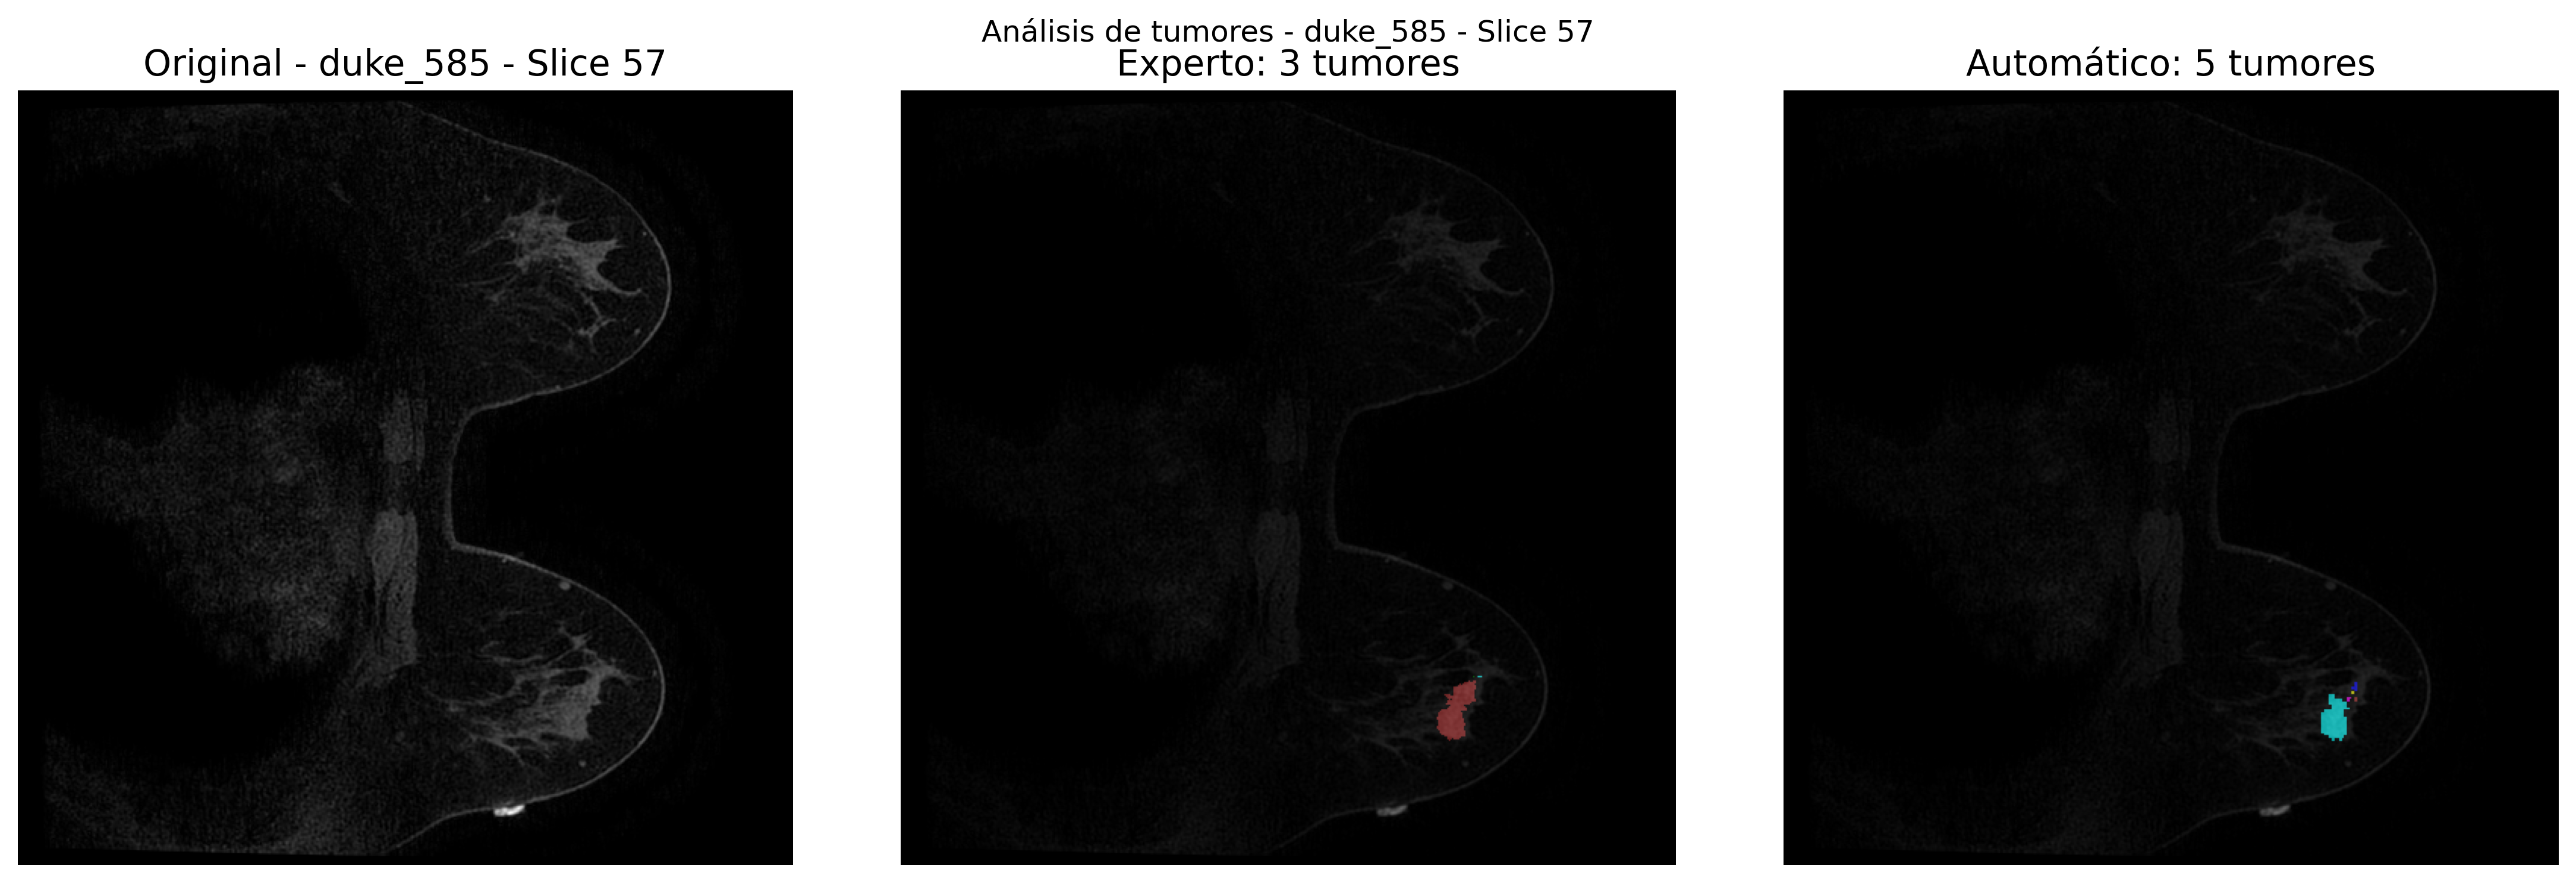 Análisis de tumores - duke_585 - Slice 57
Original - duke_585 - Slice 57
Experto: 3 tumores
Automático: 5 tumores